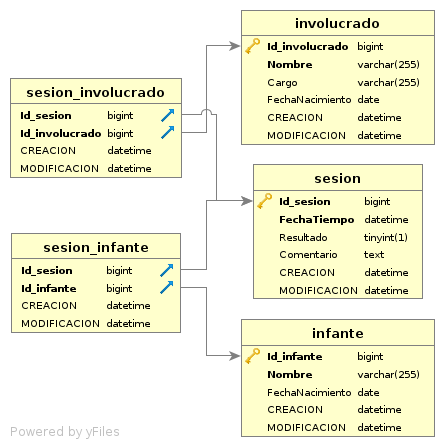 involucrado
Id_involucrado bigint
Nombre varchar(255)
Cargo varchar(255)
FechaNacimiento date
CREACION datetime
MODIFICACION datetime
sesion_involucrado
Id_sesion bigint
Id_involucrado bigint
CREACION datetime
MODIFICACION datetime
sesion
Id_sesion bigint
FechaTiempo datetime
Resultado tinyint(1)
Comentario text
CREACION datetime
MODIFICACION datetime
sesion_infante
Id_sesion bigint
Id_infante bigint
CREACION datetime
MODIFICACION datetime
infante
Id_infante bigint
Nombre varchar(255)
FechaNacimiento date
CREACION datetime
MODIFICACION datetime
Powered by yFiles